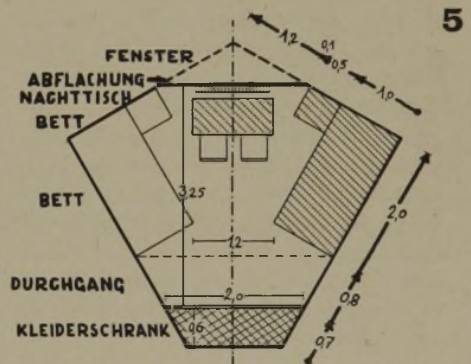 5
1,2
0,1
0,5
1,0
FENSTER
ABFLACHUNG
NACHTTISCH
BETT
BETT
3.25
2,0
1,2
DURCHGANG
2,0
0,8
KLEIDERSCHRANK
0,6
0,7